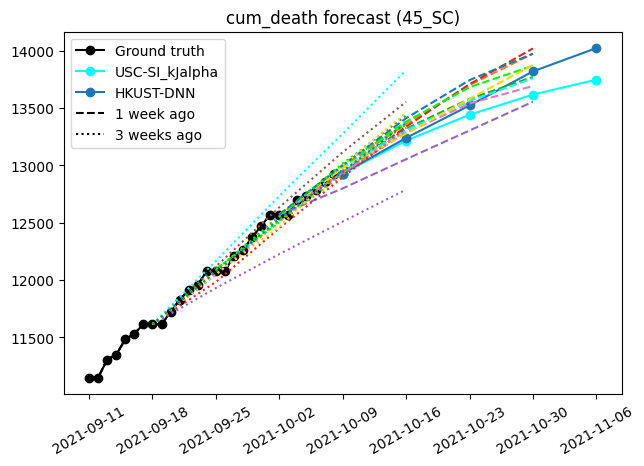 cum_death forecast (45_SC)
Ground truth
USC-SI_kJalpha
HKUST-DNN
1 week ago
3 weeks ago
14000
13500
13000
12500
12000
11500
2021-09-11
2021-09-18
2021-09-25
2021-10-02
2021-10-09
2021-10-16
2021-10-23
2021-10-30
2021-11-06